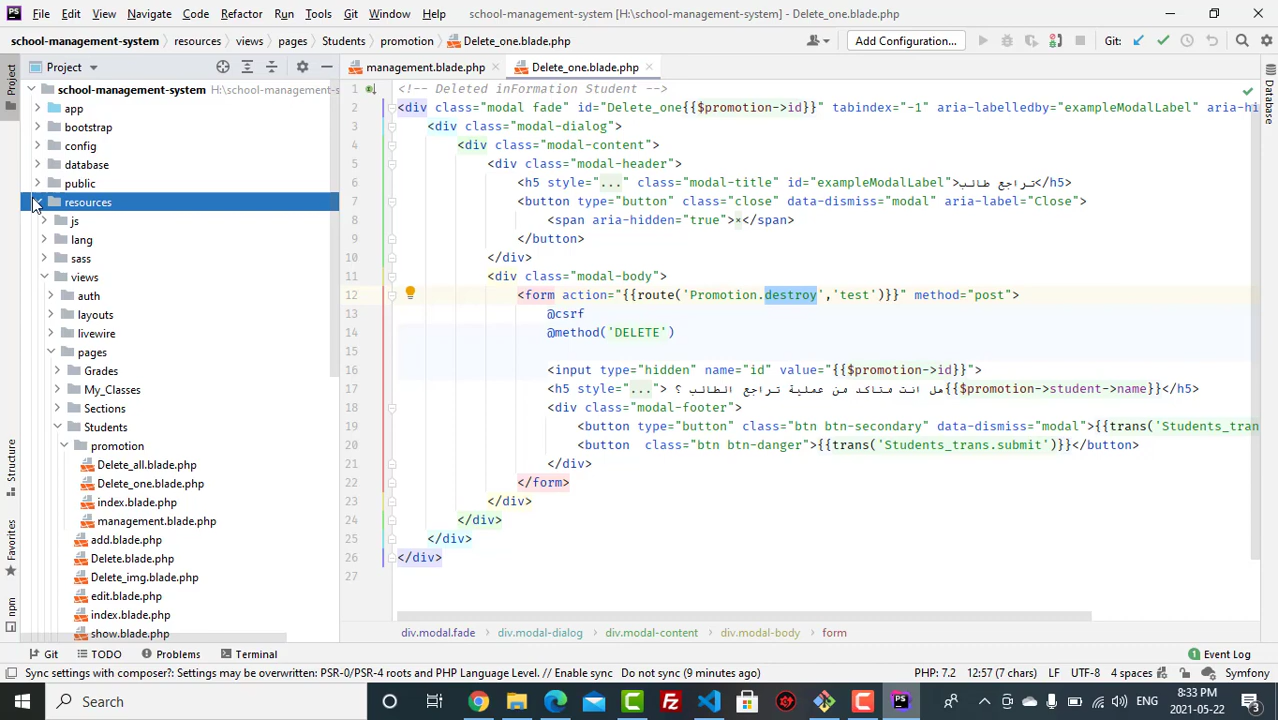 File Edit View Navigate Code Refactor Run Tools Git Window Help school-management-system [H:\school-management-system] - Delete_one.blade.php
school-management-system resources views pages Students promotion Delete_one.blade.php Add Configuration... Git:
Project management.blade.php Delete_one.blade.php
school-management-system H:\school-management-s
app
bootstrap
config
database
public
resources
js
lang
sass
views
auth
layouts
livewire
pages
Grades
My_Classes
Sections
Students
promotion
Delete_all.blade.php
Delete_one.blade.php
index.blade.php
management.blade.php
add.blade.php
Delete.blade.php
Delete_img.blade.php
edit.blade.php
index.blade.php
show.blade.php
Project
Structure
Favorites
npm
Database
1 <!-- Deleted inFormation Student -->
2 <div class="modal fade" id="Delete_one{{$promotion->id}}" tabindex="-1" aria-labelledby="exampleModalLabel" aria-hi
3 <div class="modal-dialog">
4 <div class="modal-content">
5 <div class="modal-header">
6 <h5 style="..." class="modal-title" id="exampleModalLabel">تراجع طالب</h5>
7 <button type="button" class="close" data-dismiss="modal" aria-label="Close">
8 <span aria-hidden="true">×</span>
9 </button>
10 </div>
11 <div class="modal-body">
12 <form action="{{route('Promotion.destroy','test')}}" method="post">
13 @csrf
14 @method('DELETE')
15
16 <input type="hidden" name="id" value="{{$promotion->id}}">
17 <h5 style="..."> هل انت متاكد من عملية تراجع الطالب ؟ {{$promotion->student->name}}</h5>
18 <div class="modal-footer">
19 <button type="button" class="btn btn-secondary" data-dismiss="modal">{{trans('Students_tran
20 <button class="btn btn-danger">{{trans('Students_trans.submit')}}</button>
21 </div>
22 </form>
23 </div>
24 </div>
25 </div>
26 </div>
27
div.modal.fade div.modal-dialog div.modal-content div.modal-body form
Git TODO Problems Terminal Event Log
Sync settings with composer?: Settings may be overwritten: PSR-0/PSR-4 roots and PHP Language Level // Enable Sync Do not sync (9 minutes ago) PHP: 7.2 12:57 (7 chars) LF UTF-8 4 spaces Symfony
Search ENG 8:33 PM 2021-05-22 3